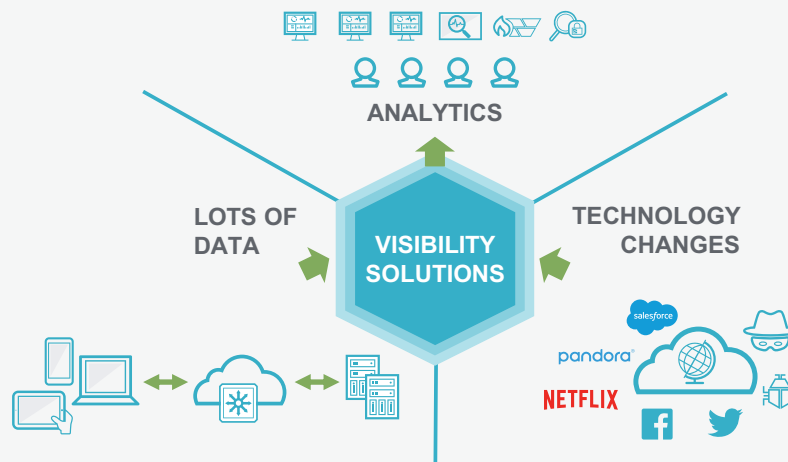 ANALYTICS
LOTS OF
DATA
VISIBILITY
SOLUTIONS
TECHNOLOGY
CHANGES
salesforce
pandora®
NETFLIX